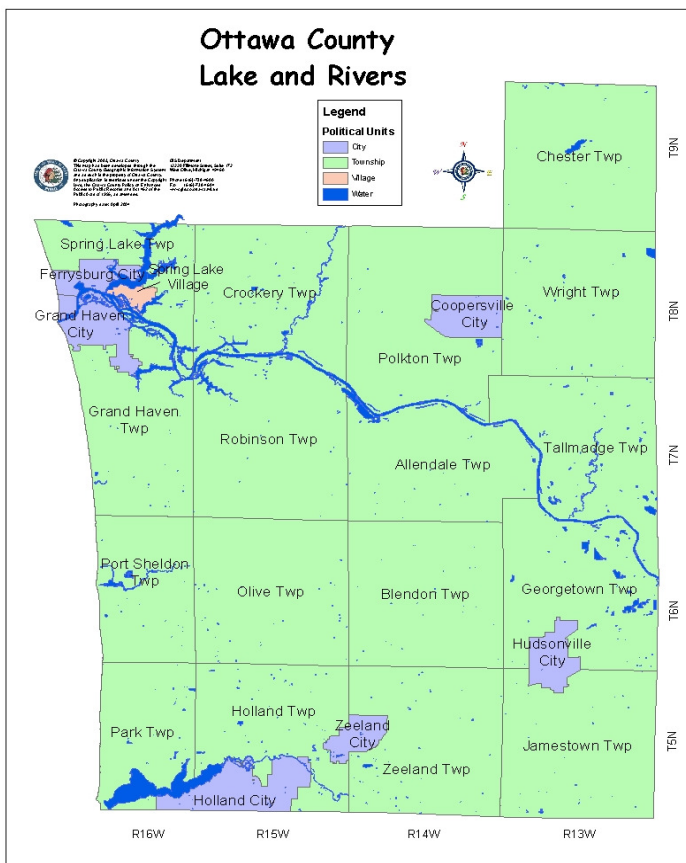 Ottawa County
Lake and Rivers
Legend
Political Units
City
Township
Village
Water
N
W
E
S
Chester Twp
T9N
Spring Lake Twp
Ferrysburg City
Spring Lake
Village
Crockery Twp
Coopersville
City
Wright Twp
T8N
Grand Haven
City
Polkton Twp
Grand Haven
Twp
Robinson Twp
Allendale Twp
Tallmadge Twp
T7N
Port Sheldon
Twp
Olive Twp
Blendon Twp
Georgetown Twp
T6N
Hudsonville
City
Park Twp
Holland Twp
Zeeland
City
Zeeland Twp
Jamestown Twp
T5N
Holland City
R16W
R15W
R14W
R13W